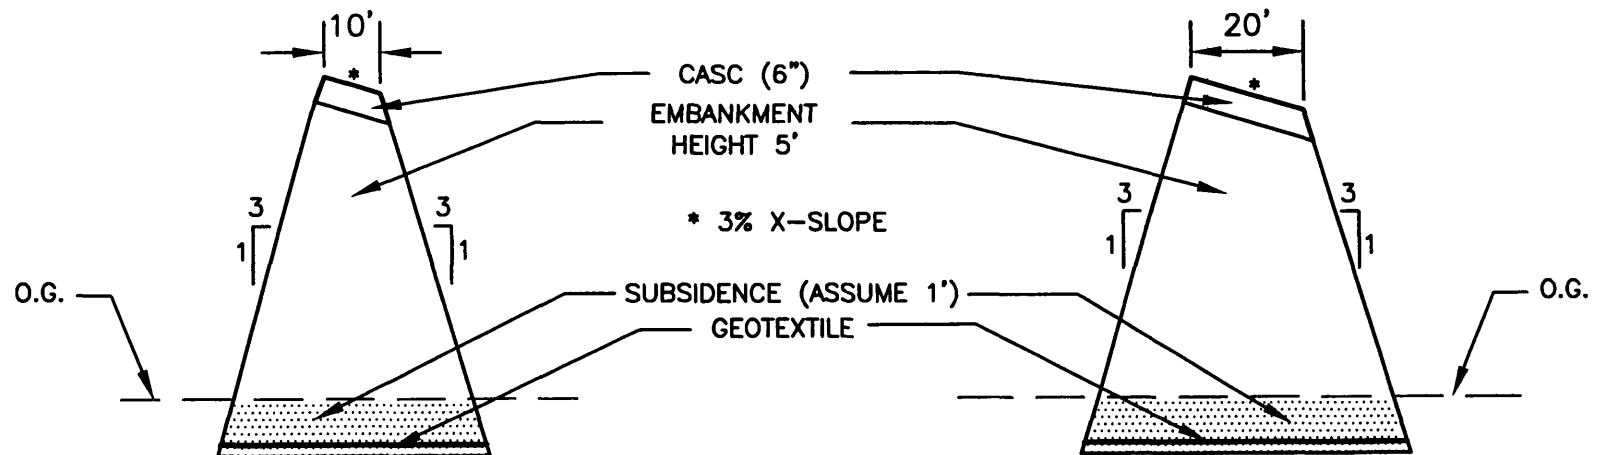 10' 20'
* *
CASC (6")
EMBANKMENT
HEIGHT 5'
3 3 3 3
1 1 1 1
* 3% X-SLOPE
O.G. SUBSIDENCE (ASSUME 1') O.G.
GEOTEXTILE